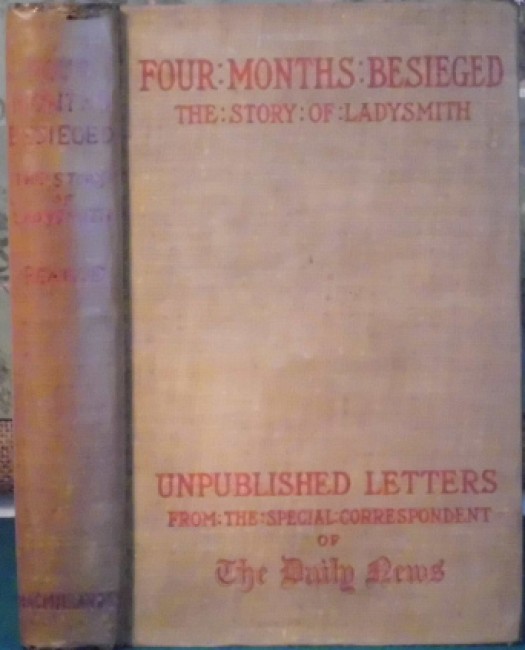 FOUR:MONTHS:BESIEGED
THE:STORY:OF:LADYSMITH
UNPUBLISHED LETTERS
FROM:THE:SPECIAL:CORRESPONDENT
OF
The Daily News
BESIEGED
THE STORY
OF
LADYSMITH
PEARSE